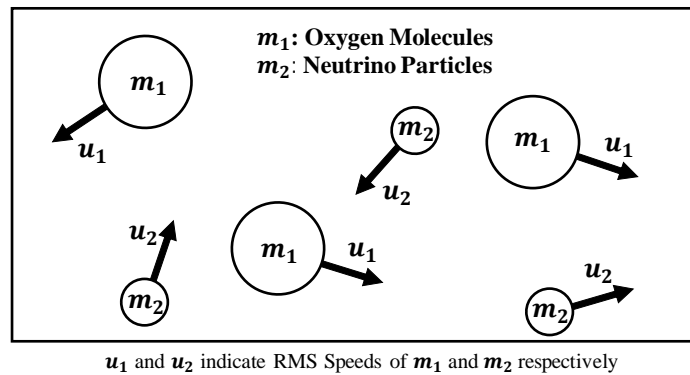 m₁: Oxygen Molecules
m₂: Neutrino Particles
m₁
u₁
m₂
u₂
m₁
u₁
u₂
m₂
m₁
u₁
u₂
m₂
u₁ and u₂ indicate RMS Speeds of m₁ and m₂ respectively